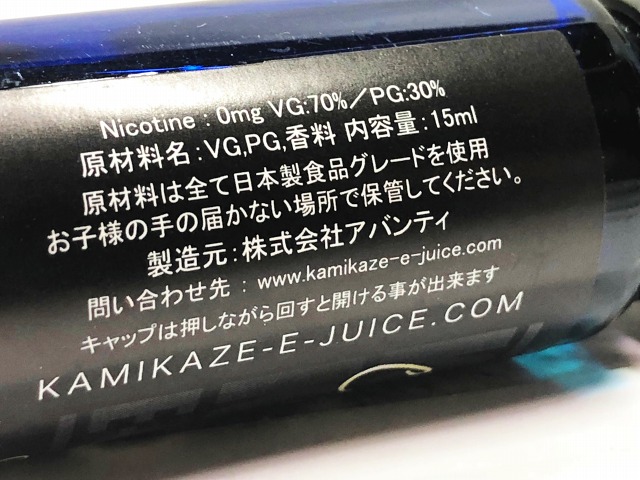 Nicotine : 0mg VG:70%／PG:30%
原材料名：VG,PG,香料 内容量：15ml
原材料は全て日本製食品グレードを使用
お子様の手の届かない場所で保管してください。
製造元：株式会社アバンティ
問い合わせ先 : www.kamikaze-e-juice.com
キャップは押しながら回すと開ける事が出来ます
KAMIKAZE-E-JUICE.COM